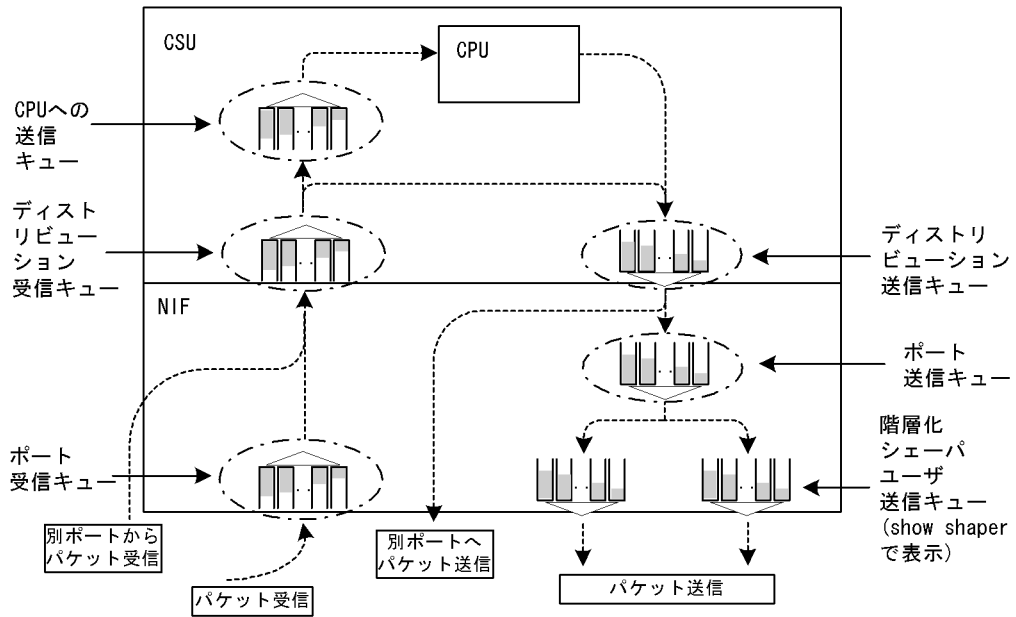 CSU
CPU
CPUへの
送信
キュー
ディスト
リビュー
ション
受信キュー
ディストリ
ビューション
送信キュー
NIF
ポート
送信キュー
階層化
シェーパ
ユーザ
送信キュー
(show shaper
で表示)
ポート
受信キュー
別ポートから
パケット受信
別ポートへ
パケット送信
パケット受信
パケット送信